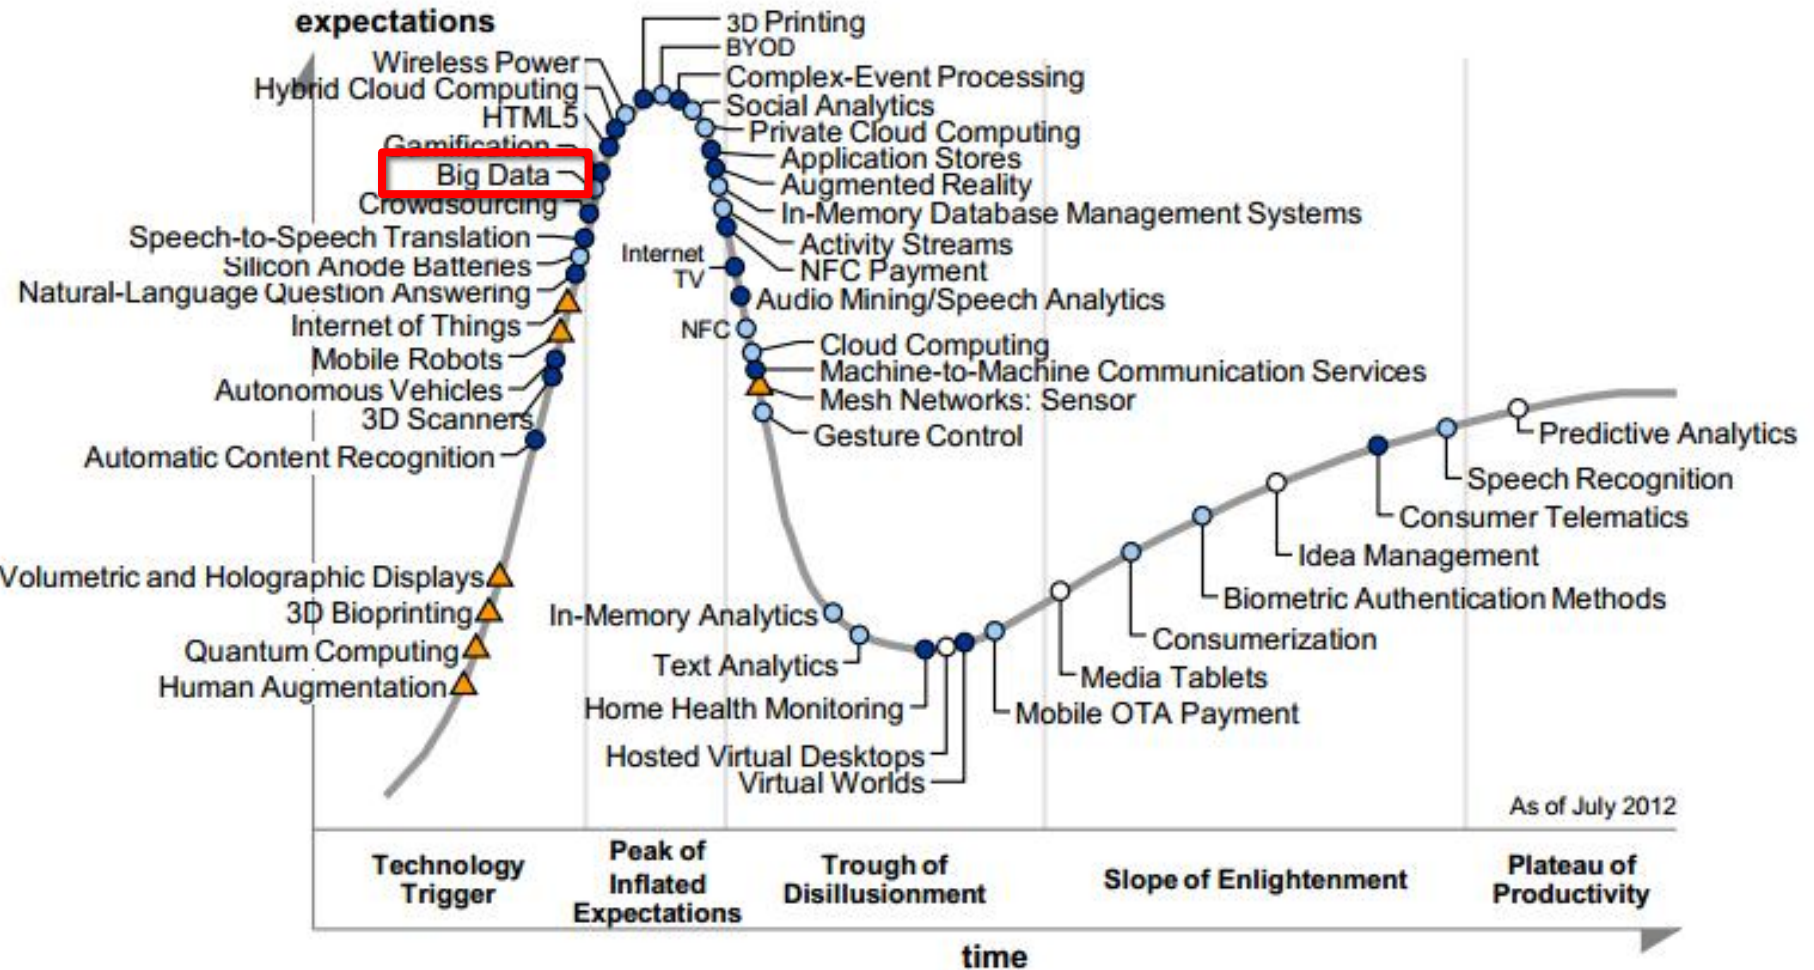 expectations
3D Printing
BYOD
Wireless Power
Complex-Event Processing
Hybrid Cloud Computing
Social Analytics
HTML5
Private Cloud Computing
Gamification
Application Stores
Big Data
Augmented Reality
Crowdsourcing
In-Memory Database Management Systems
Speech-to-Speech Translation
Activity Streams
Internet
TV
Silicon Anode Batteries
NFC Payment
Natural-Language Question Answering
Audio Mining/Speech Analytics
Internet of Things
NFC
Cloud Computing
Mobile Robots
Machine-to-Machine Communication Services
Autonomous Vehicles
Mesh Networks: Sensor
3D Scanners
Gesture Control
Predictive Analytics
Automatic Content Recognition
Speech Recognition
Consumer Telematics
Idea Management
Volumetric and Holographic Displays
Biometric Authentication Methods
3D Bioprinting
In-Memory Analytics
Consumerization
Quantum Computing
Text Analytics
Media Tablets
Human Augmentation
Home Health Monitoring
Mobile OTA Payment
Hosted Virtual Desktops
Virtual Worlds
As of July 2012
Technology
Trigger
Peak of
Inflated
Expectations
Trough of
Disillusionment
Slope of Enlightenment
Plateau of
Productivity
time